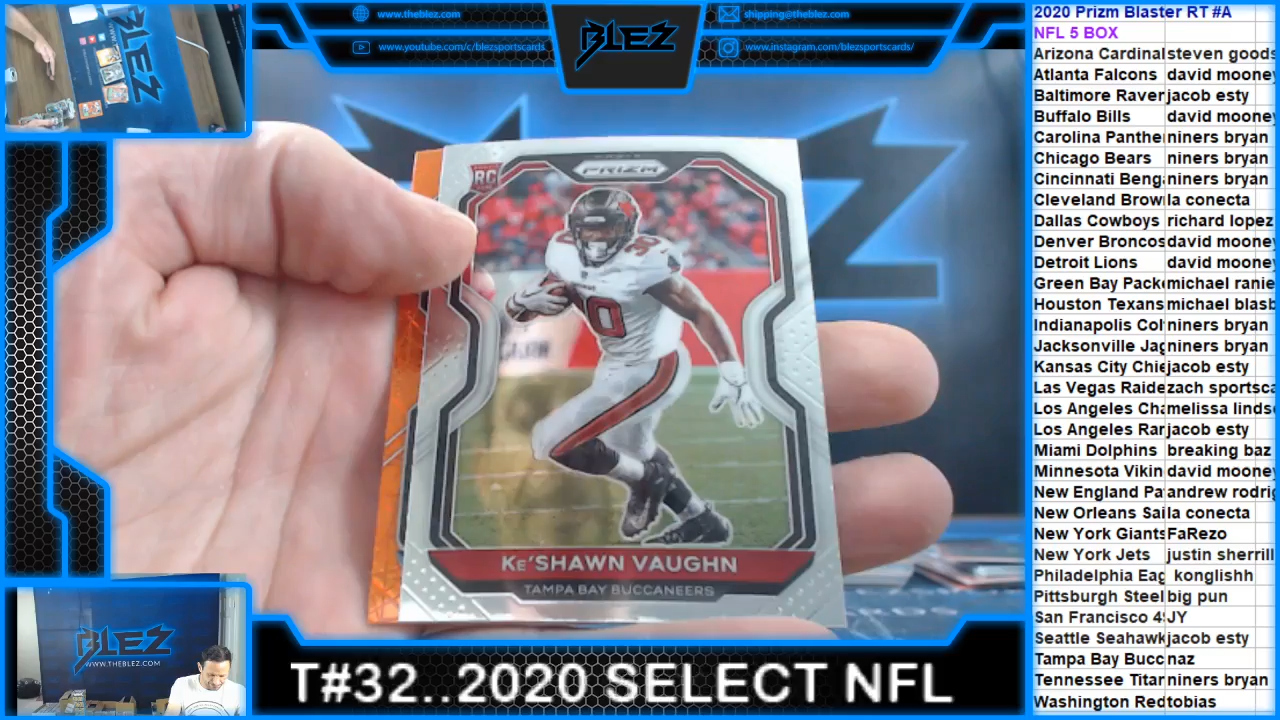 www.theblez.com
shipping@theblez.com
www.youtube.com/c/blezsportscards
www.instagram.com/blezsportscards/
BLEZ
BLEZ
RC
PRIZM
30
KE'SHAWN VAUGHN
TAMPA BAY BUCCANEERS
BLEZ
WWW.THEBLEZ.COM
T#32..2020 SELECT NFL
2020 Prizm Blaster RT #A
NFL 5 BOX
Arizona Cardinal steven goods
Atlanta Falcons david mooney
Baltimore Raver jacob esty
Buffalo Bills david mooney
Carolina Panthe niners bryan
Chicago Bears niners bryan
Cincinnati Beng niners bryan
Cleveland Brow la conecta
Dallas Cowboys richard lopez
Denver Broncos david mooney
Detroit Lions david mooney
Green Bay Pack michael ranie
Houston Texans michael blasb
Indianapolis Col niners bryan
Jacksonville Jag niners bryan
Kansas City Chie jacob esty
Las Vegas Raide zach sportsca
Los Angeles Cha melissa linds
Los Angeles Rar jacob esty
Miami Dolphins breaking baz
Minnesota Vikin david mooney
New England Pa andrew rodrig
New Orleans Sai la conecta
New York Giants FaRezo
New York Jets justin sherrill
Philadelphia Eag konglishh
Pittsburgh Steel big pun
San Francisco 4 JY
Seattle Seahawk jacob esty
Tampa Bay Bucc naz
Tennessee Titar niners bryan
Washington Red tobias